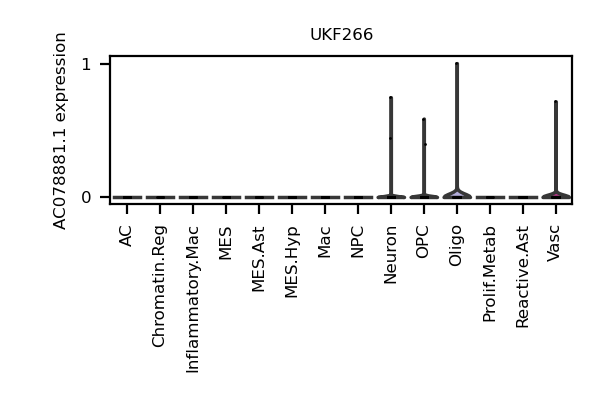 UKF266
AC078881.1 expression
1
0
AC
Chromatin.Reg
Inflammatory.Mac
MES
MES.Ast
MES.Hyp
Mac
NPC
Neuron
OPC
Oligo
Prolif.Metab
Reactive.Ast
Vasc